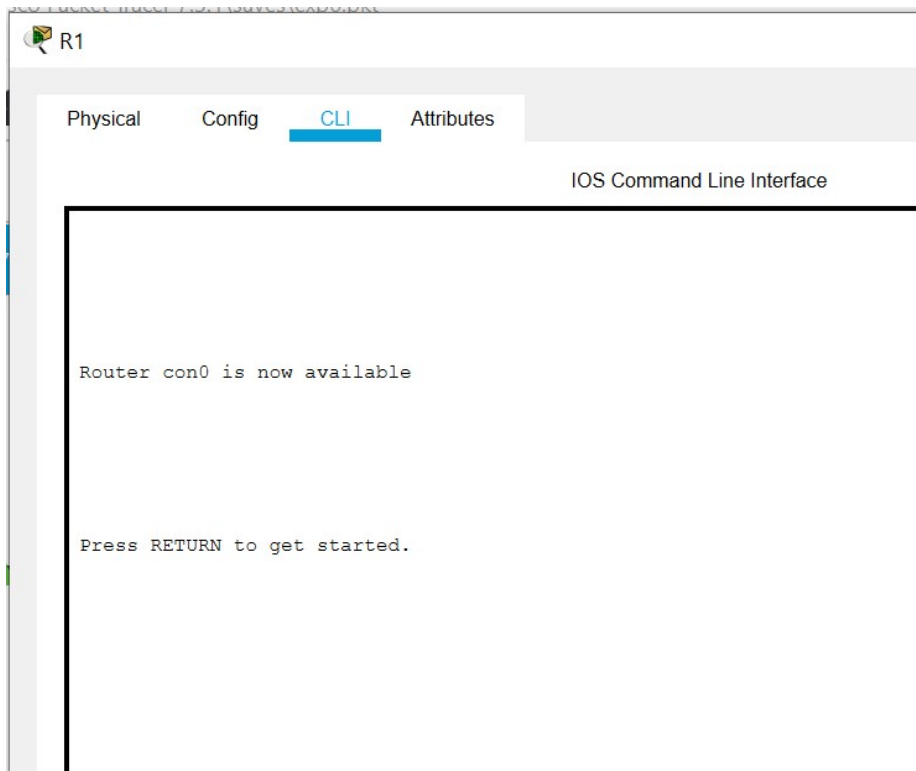 R1
Physical Config CLI Attributes
IOS Command Line Interface
Router con0 is now available
Press RETURN to get started.